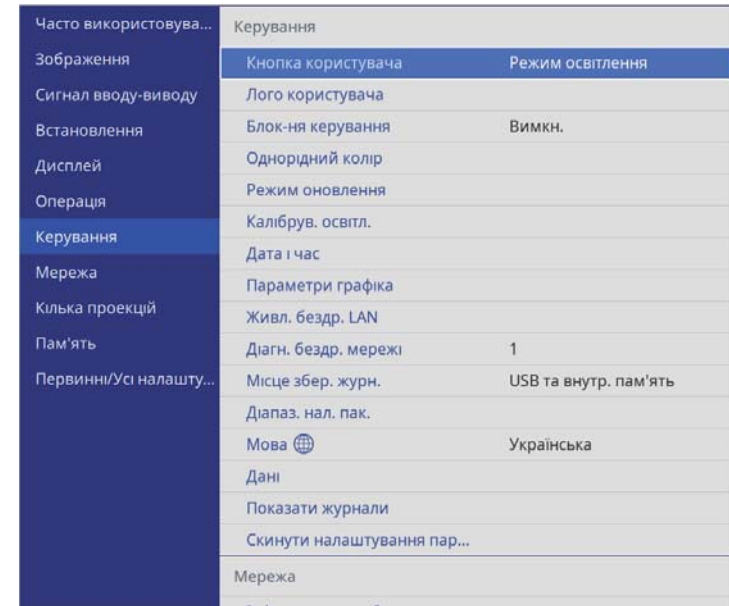 Часто використовува...
Зображення
Сигнал вводу-виводу
Встановлення
Дисплей
Операція
Керування
Мережа
Кілька проекцій
Пам'ять
Первинні/Усі налашту...
Керування
Кнопка користувача Режим освітлення
Лого користувача
Блок-ня керування Вимкн.
Однорідний колір
Режим оновлення
Калібрув. освітл.
Дата і час
Параметри графіка
Живл. бездр. LAN
Діагн. бездр. мережі 1
Місце збер. журн. USB та внутр. пам'ять
Діапаз. нал. пак.
Мова Українська
Дані
Показати журнали
Скинути налаштування пар...
Мережа